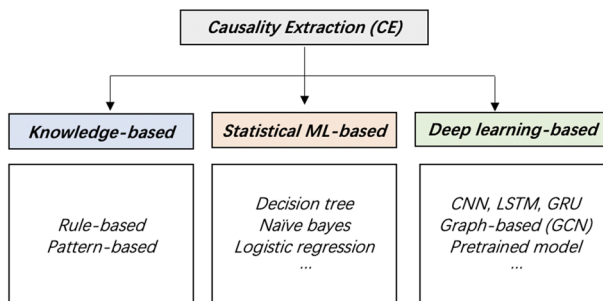 Causality Extraction (CE)
Knowledge-based
Statistical ML-based
Deep learning-based
Rule-based
Pattern-based
Decision tree
Naïve bayes
Logistic regression
...
CNN, LSTM, GRU
Graph-based (GCN)
Pretrained model
...